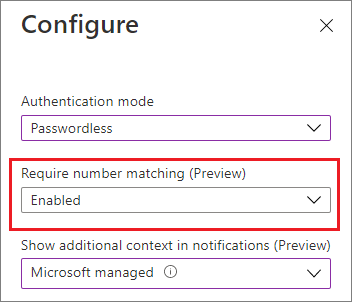 Configure
Authentication mode
Passwordless
Require number matching (Preview)
Enabled
Show additional context in notifications (Preview)
Microsoft managed